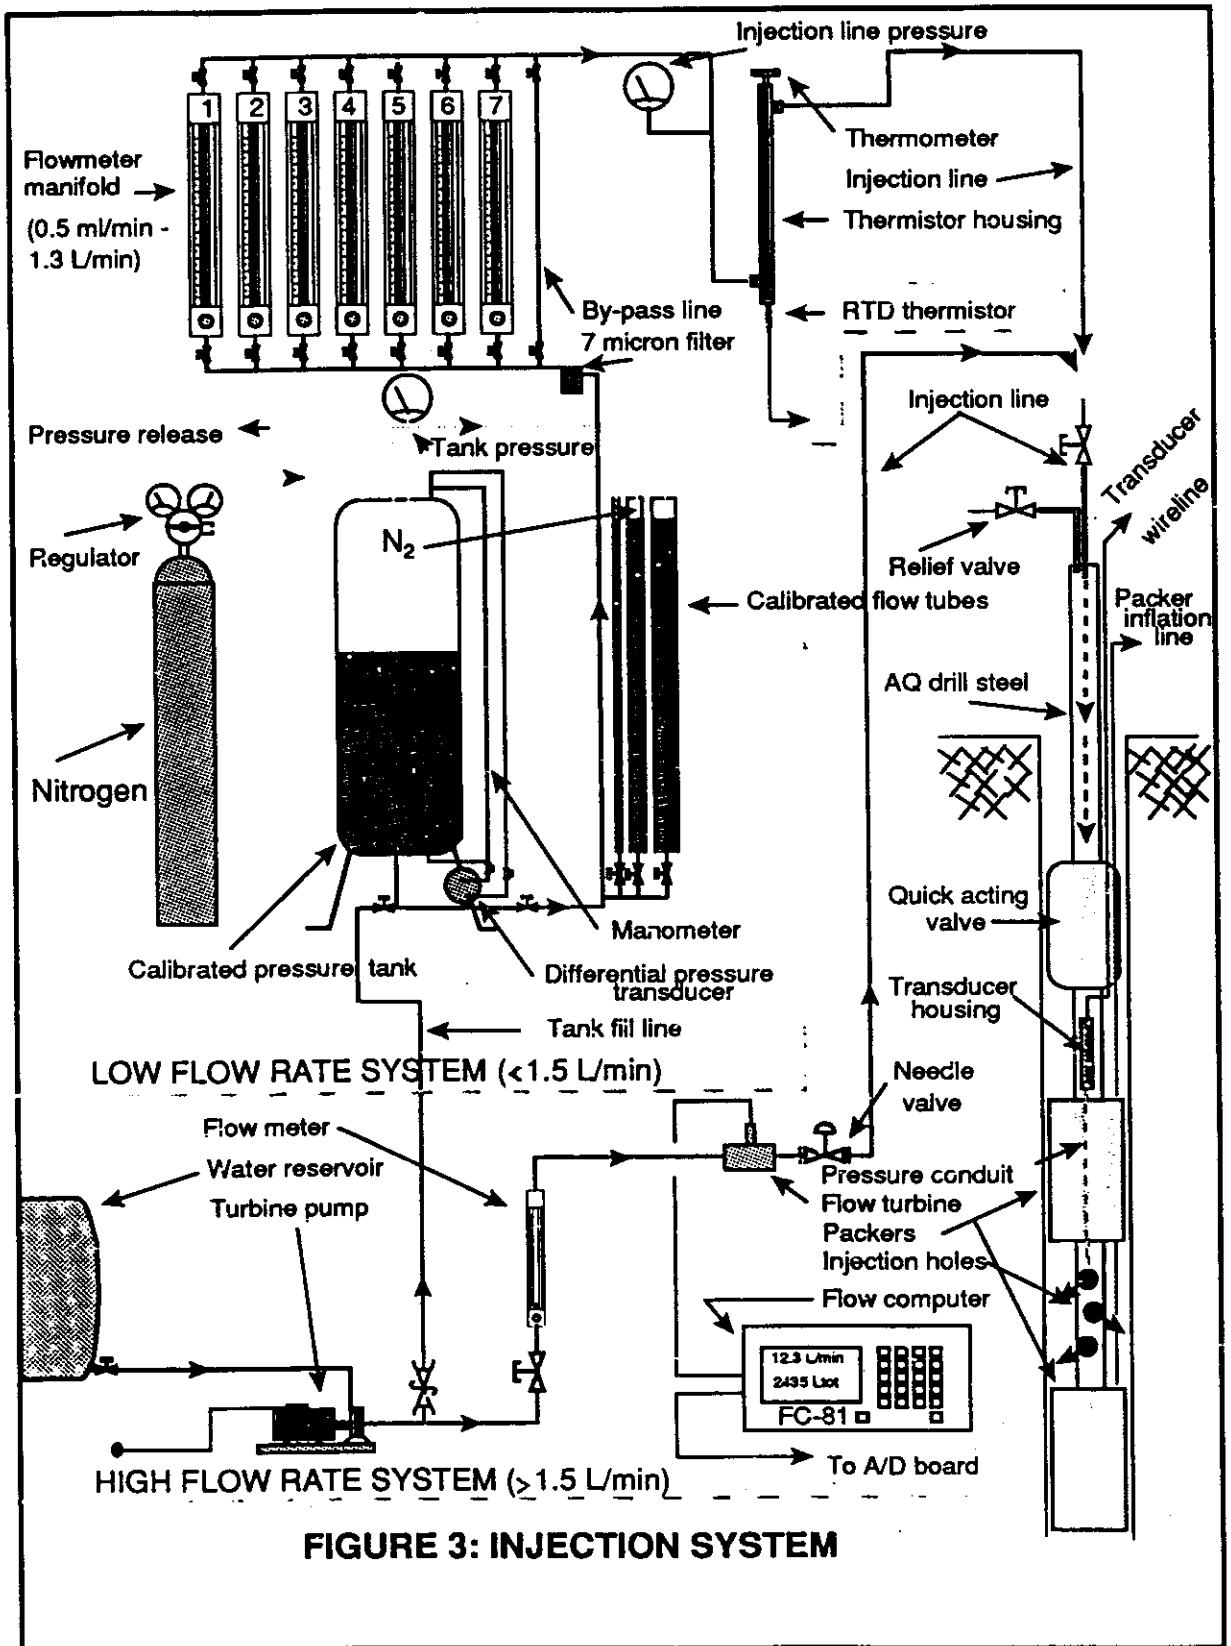 Injection line pressure
1 2 3 4 5 6 7
Flowmeter
manifold
(0.5 ml/min -
1.3 L/min)
Thermometer
Injection line
Thermistor housing
RTD thermistor
By-pass line
7 micron filter
Pressure release
Tank pressure
Injection line
Transducer
wireline
Regulator
N2
Relief valve
Calibrated flow tubes
Packer
inflation
line
AQ drill steel
Nitrogen
Quick acting
valve
Manometer
Calibrated pressure tank
Differential pressure
transducer
Transducer
housing
Tank fill line
LOW FLOW RATE SYSTEM (<1.5 L/min)
Needle
valve
Flow meter
Water reservoir
Turbine pump
Pressure conduit
Flow turbine
Packers
Injection holes
Flow computer
12.3 L/min
2435 Ltot
FC-81
To A/D board
HIGH FLOW RATE SYSTEM (>1.5 L/min)
FIGURE 3: INJECTION SYSTEM